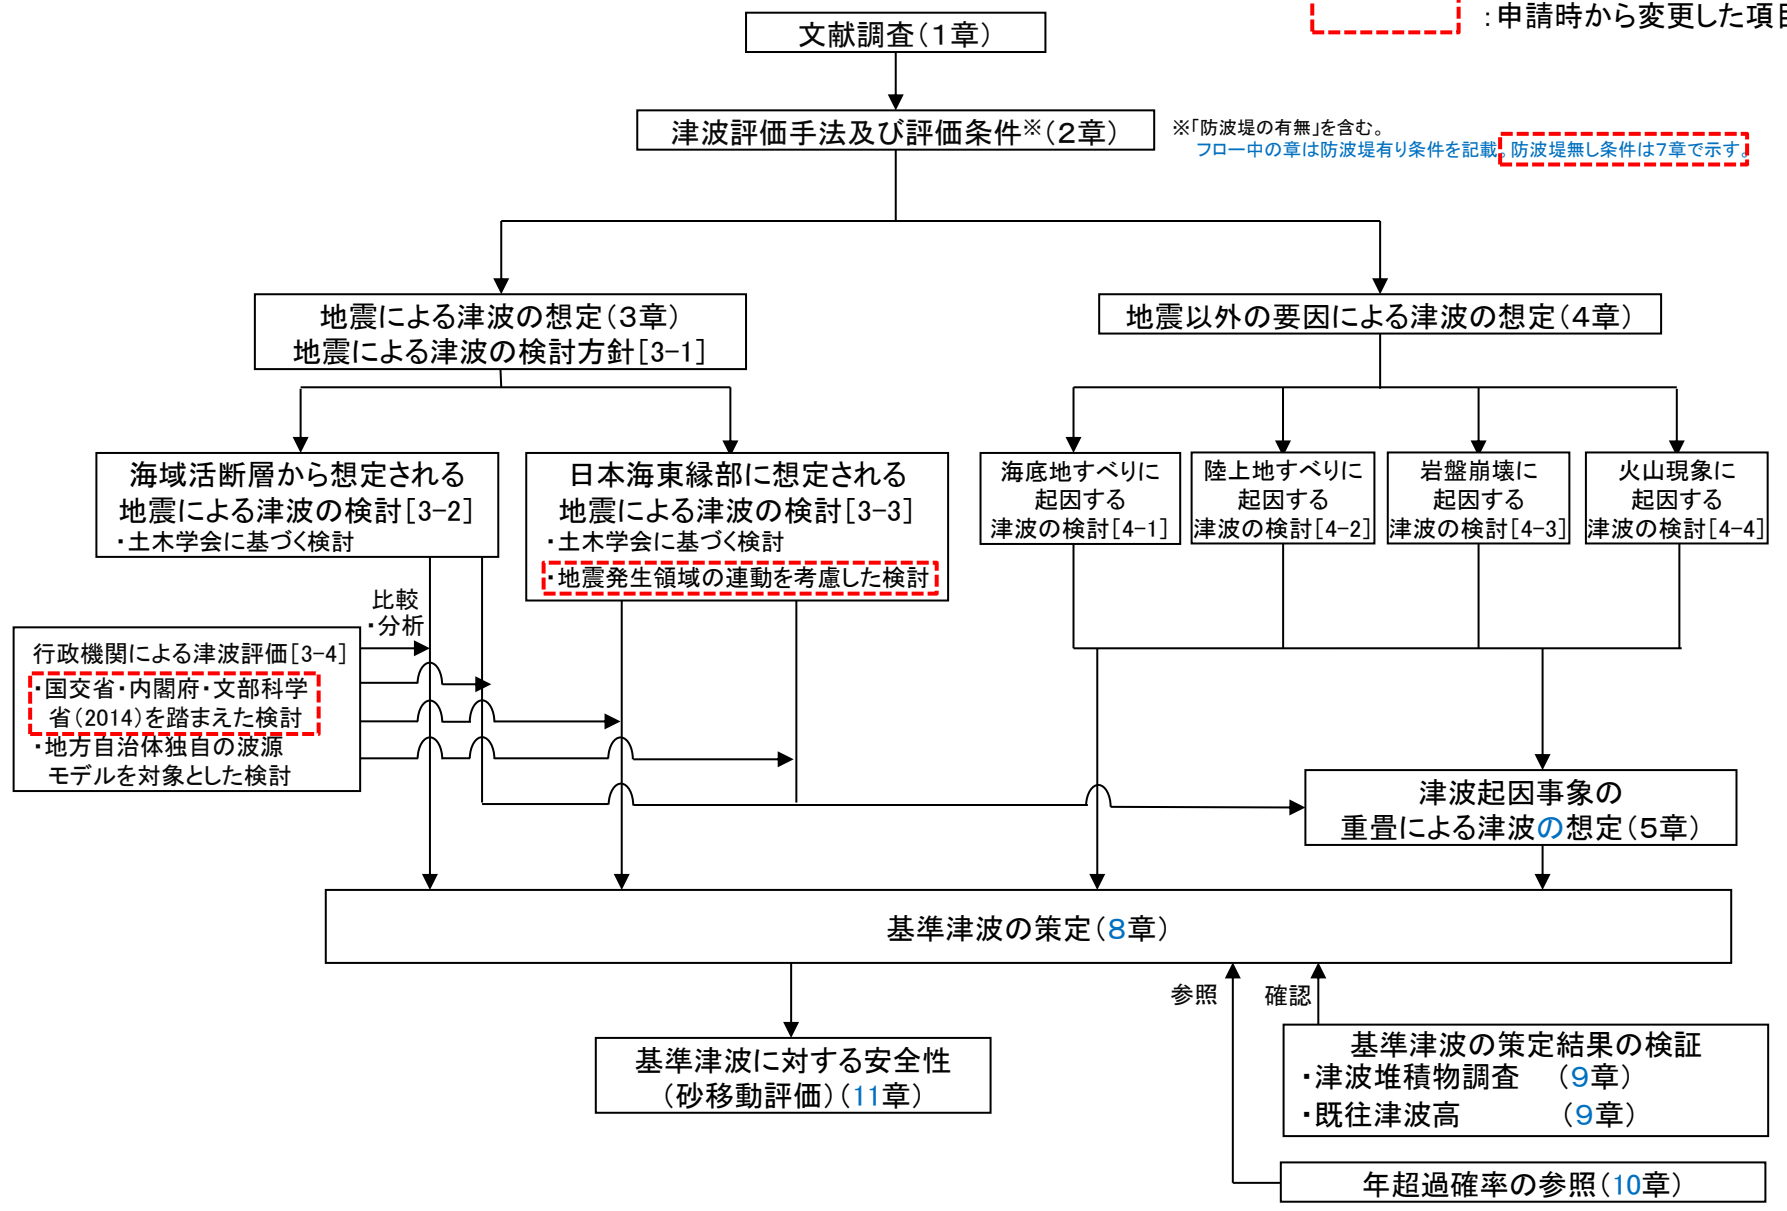 ：申請時から変更した項目
文献調査（１章）
津波評価手法及び評価条件※（２章）
※「防波堤の有無」を含む。
フロー中の章は防波堤有り条件を記載。防波堤無し条件は７章で示す。
地震による津波の想定（３章）
地震による津波の検討方針［3-1］
地震以外の要因による津波の想定（４章）
海域活断層から想定される
地震による津波の検討［3-2］
・土木学会に基づく検討
日本海東縁部に想定される
地震による津波の検討［3-3］
・土木学会に基づく検討
・地震発生領域の連動を考慮した検討
海底地すべりに
起因する
津波の検討［4-1］
陸上地すべりに
起因する
津波の検討［4-2］
岩盤崩壊に
起因する
津波の検討［4-3］
火山現象に
起因する
津波の検討［4-4］
比較
・分析
行政機関による津波評価［3-4］
・国交省・内閣府・文部科学
省（2014）を踏まえた検討
・地方自治体独自の波源
モデルを対象とした検討
津波起因事象の
重畳による津波の想定（５章）
基準津波の策定（８章）
参照
確認
基準津波に対する安全性
（砂移動評価）（11章）
基準津波の策定結果の検証
・津波堆積物調査　（９章）
・既往津波高　（９章）
年超過確率の参照（10章）